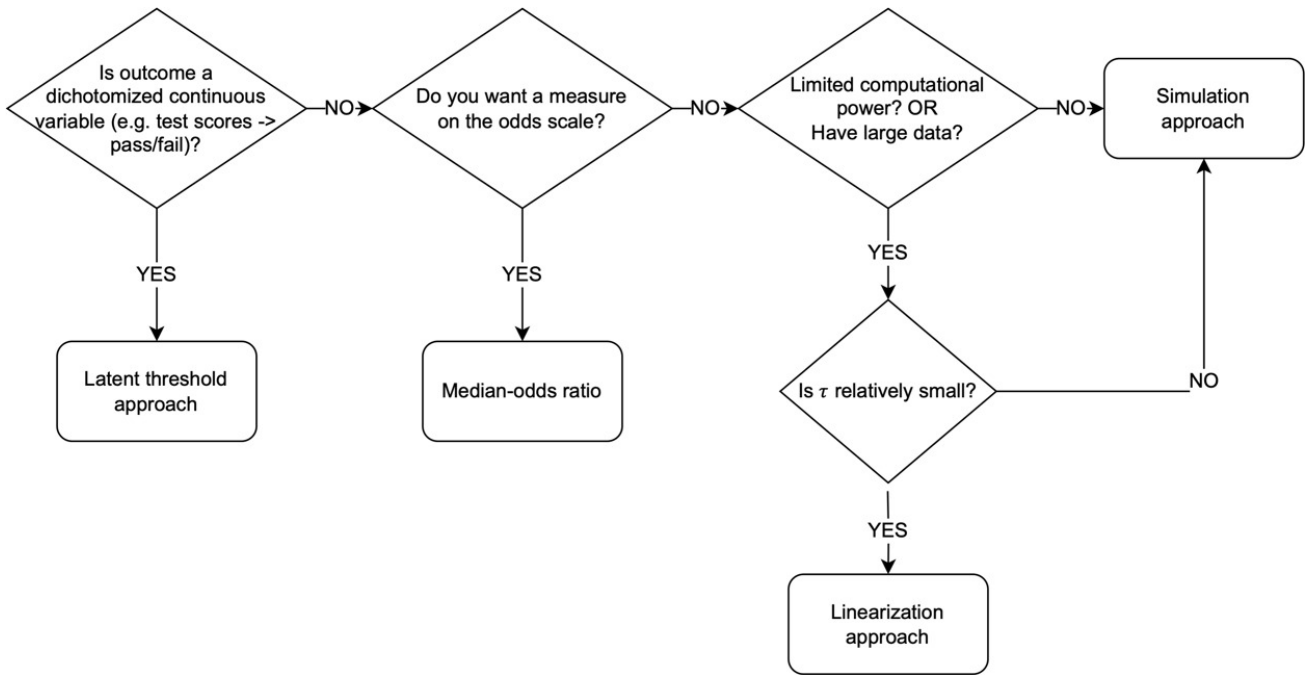 Is outcome a
dichotomized continuous
variable (e.g. test scores ->
pass/fail)?
NO
Do you want a measure
on the odds scale?
NO
Limited computational
power? OR
Have large data?
NO
Simulation
approach
YES
YES
YES
Latent threshold
approach
Median-odds ratio
Is τ relatively small?
NO
YES
Linearization
approach